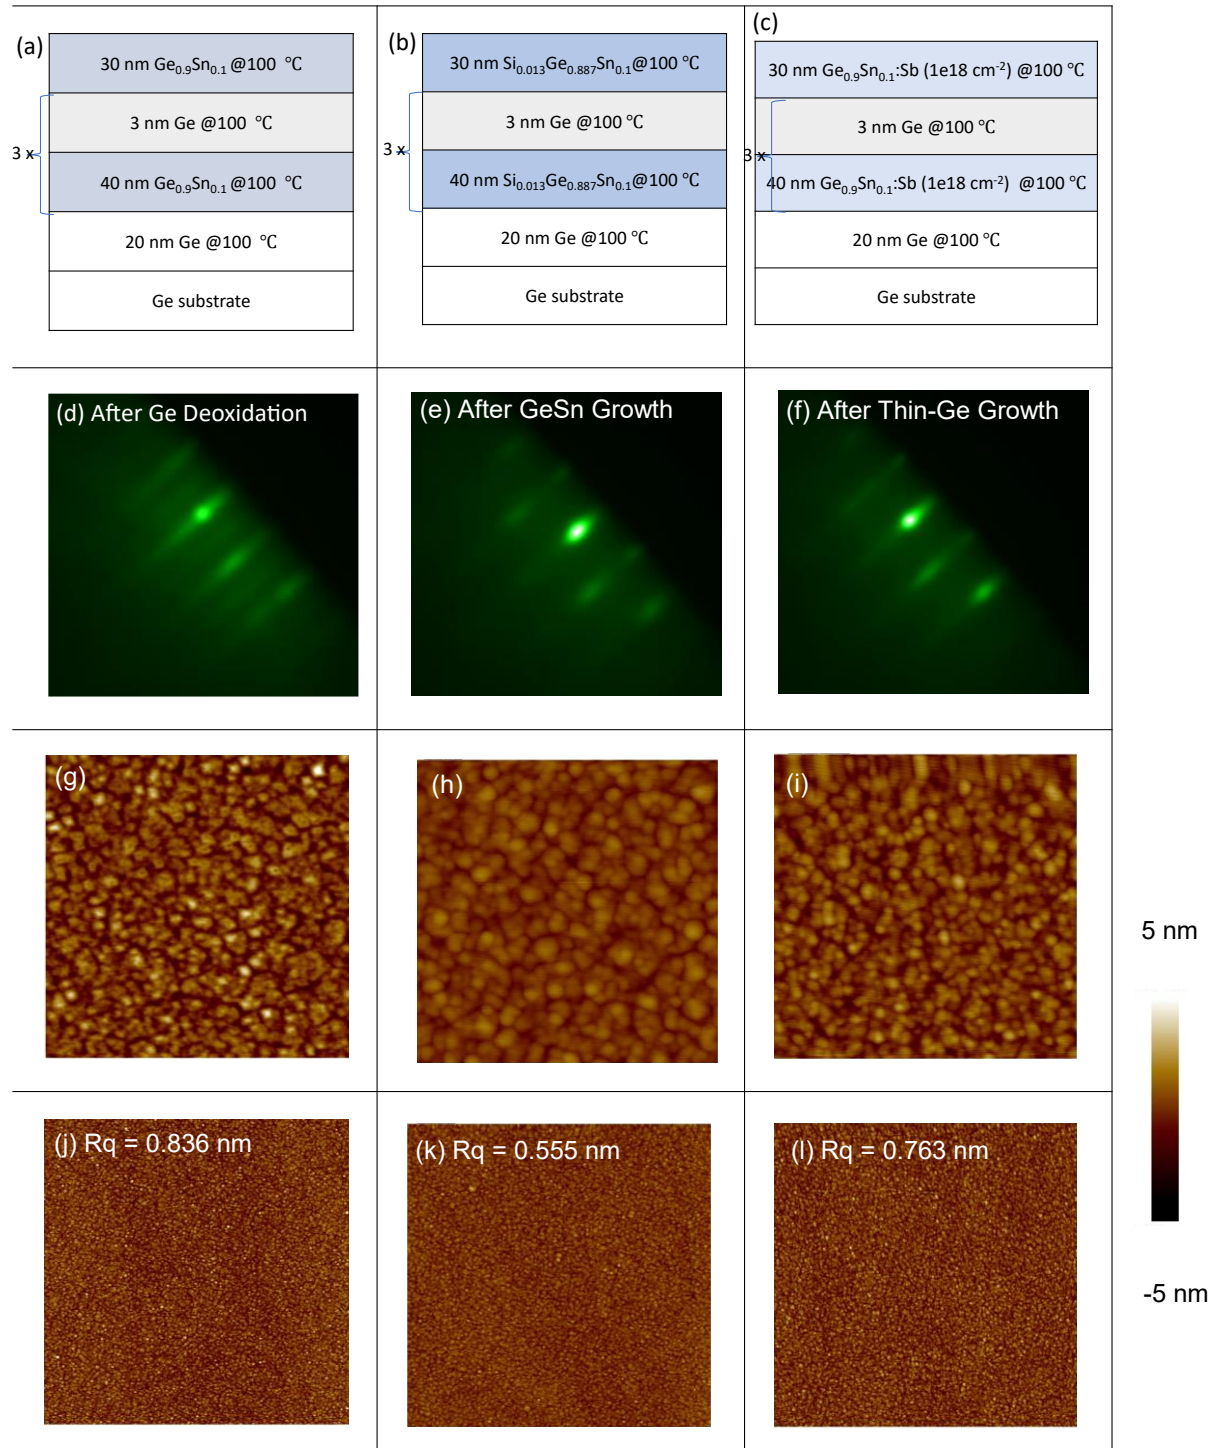 (a)
30 nm Ge0.9Sn0.1 @100 °C
3 nm Ge @100 °C
3 x
40 nm Ge0.9Sn0.1 @100 °C
20 nm Ge @100 °C
Ge substrate
(b)
30 nm Si0.013Ge0.887Sn0.1@100 °C
3 nm Ge @100 °C
3 x
40 nm Si0.013Ge0.887Sn0.1@100 °C
20 nm Ge @100 °C
Ge substrate
(c)
30 nm Ge0.9Sn0.1:Sb (1e18 cm-2) @100 °C
3 nm Ge @100 °C
3 x
40 nm Ge0.9Sn0.1:Sb (1e18 cm-2) @100 °C
20 nm Ge @100 °C
Ge substrate
(d) After Ge Deoxidation
(e) After GeSn Growth
(f) After Thin-Ge Growth
(g)
(h)
(i)
5 nm
-5 nm
(j) Rq = 0.836 nm
(k) Rq = 0.555 nm
(l) Rq = 0.763 nm